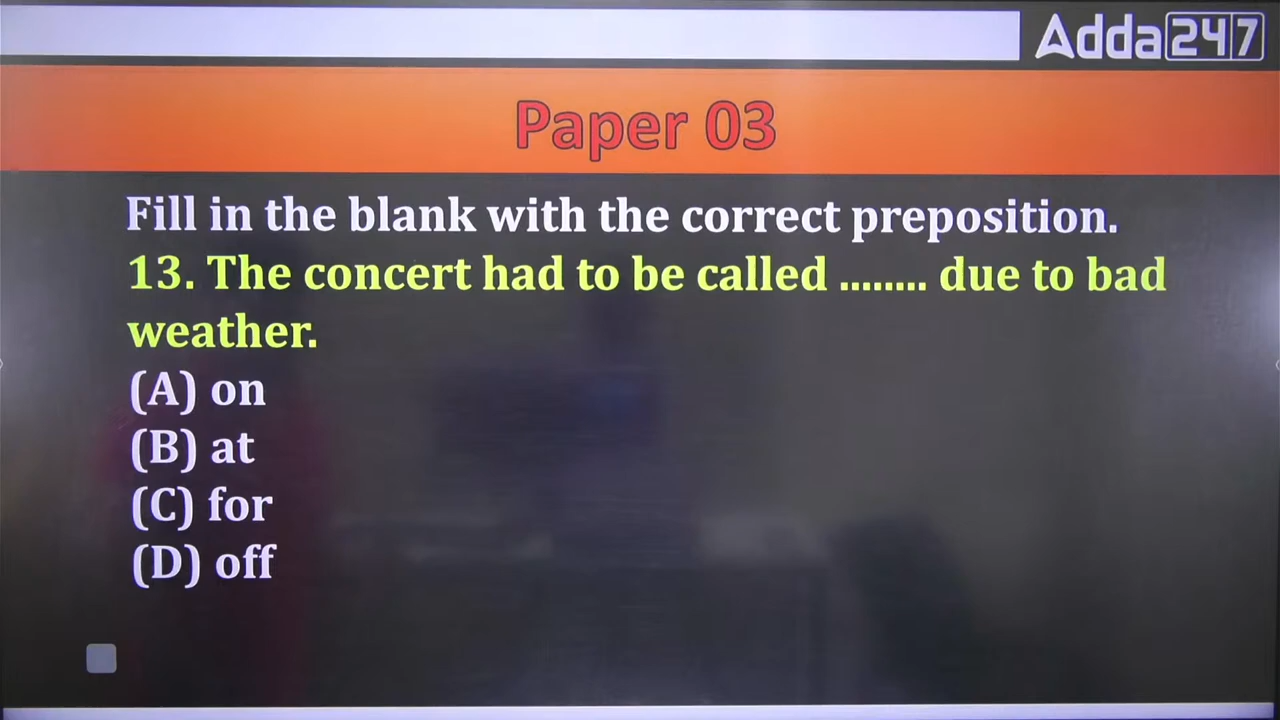 Adda247
Paper 03
Fill in the blank with the correct preposition.
13. The concert had to be called ........ due to bad
weather.
(A) on
(B) at
(C) for
(D) off